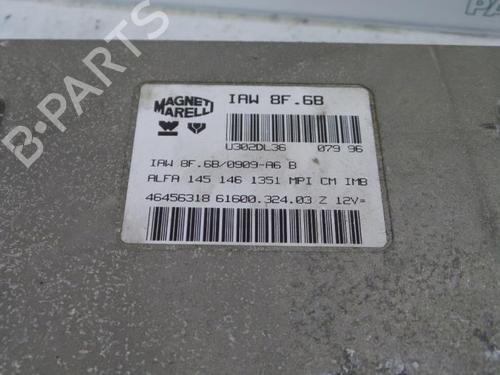 MAGNETI MARELLI
IAW 8F.6B
U302DL36 079 96
IAW 8F.6B/0909-A6 B
ALFA 145 146 1351 MPI CM IMB
46456318 61600.324.03 Z 12V=
B-PARTS